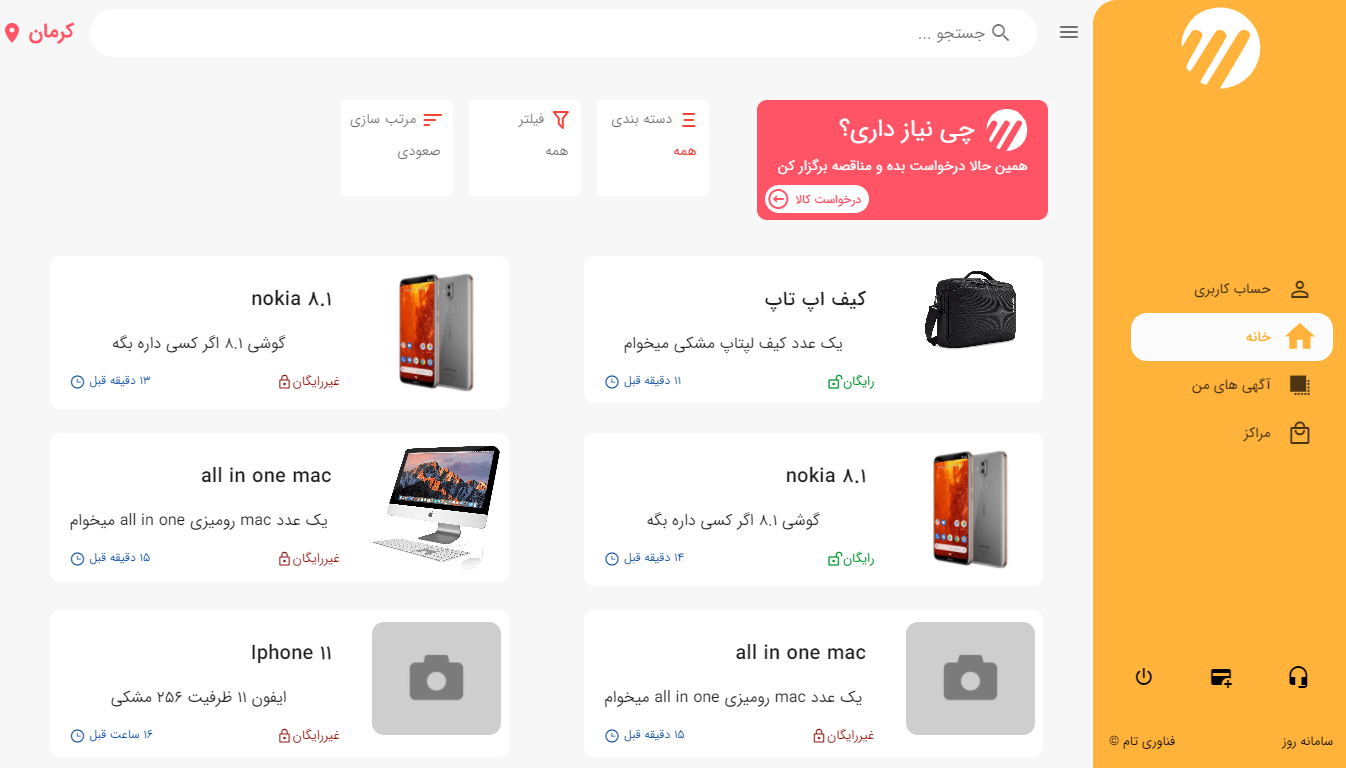 جستجو ...
کرمان
چی نیاز داری؟
همین حالا درخواست بده و مناقصه برگزار کن
درخواست کالا
دسته بندی
همه
فیلتر
همه
مرتب سازی
صعودی
حساب کاربری
خانه
آگهی های من
مراکز
سامانه روز
فناوری تام ©
کیف لپ تاپ
یک عدد کیف لپتاپ مشکی میخوام
رایگان
۱۱ دقیقه قبل
nokia ۸.۱
گوشی ۸.۱ اگر کسی داره بگه
غیررایگان
۱۳ دقیقه قبل
nokia ۸.۱
گوشی ۸.۱ اگر کسی داره بگه
رایگان
۱۴ دقیقه قبل
all in one mac
یک عدد mac رومیزی all in one میخوام
غیررایگان
۱۵ دقیقه قبل
all in one mac
یک عدد mac رومیزی all in one میخوام
غیررایگان
۱۵ دقیقه قبل
Iphone ۱۱
ایفون ۱۱ ظرفیت ۲۵۶ مشکی
غیررایگان
۱۶ ساعت قبل